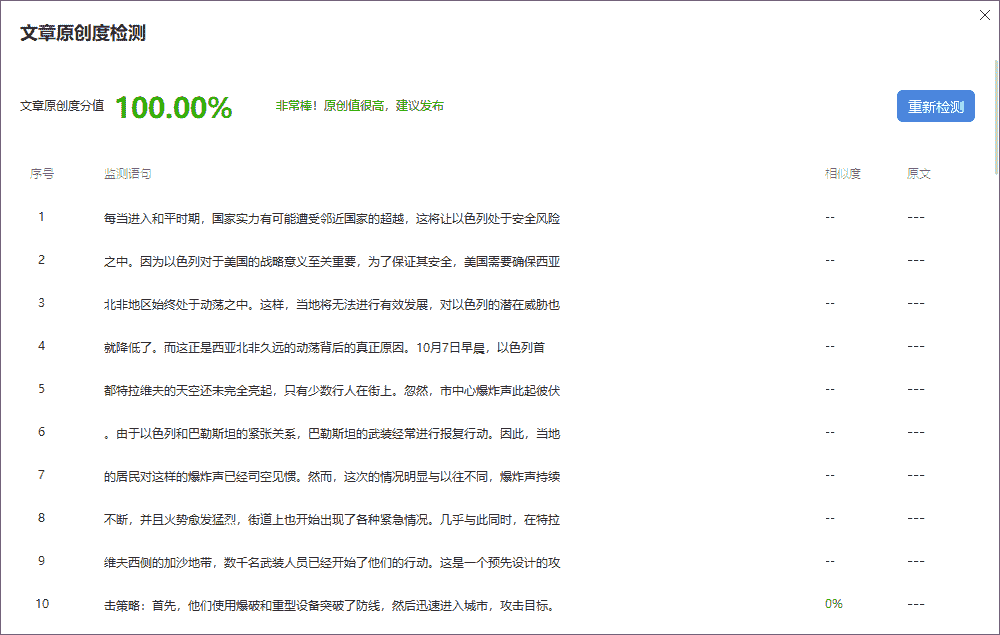 文章原创度检测
文章原创度分值 100.00% 非常棒！原创值很高，建议发布 重新检测
序号 监测语句 相似度 原文
1 每当进入和平时期，国家实力有可能遭受邻近国家的超越，这将让以色列处于安全风险 -- ---
2 之中。因为以色列对于美国的战略意义至关重要，为了保证其安全，美国需要确保西亚 -- ---
3 北非地区始终处于动荡之中。这样，当地将无法进行有效发展，对以色列的潜在威胁也 -- ---
4 就降低了。而这正是西亚北非久远的动荡背后的真正原因。10月7日早晨，以色列首 -- ---
5 都特拉维夫的天空还未完全亮起，只有少数行人在街上。忽然，市中心爆炸声此起彼伏 -- ---
6 。由于以色列和巴勒斯坦的紧张关系，巴勒斯坦的武装经常进行报复行动。因此，当地 -- ---
7 的居民对这样的爆炸声已经司空见惯。然而，这次的情况明显与以往不同，爆炸声持续 -- ---
8 不断，并且火势愈发猛烈，街道上也开始出现了各种紧急情况。几乎与此同时，在特拉 -- ---
9 维夫西侧的加沙地带，数千名武装人员已经开始了他们的行动。这是一个预先设计的攻 -- ---
10 击策略：首先，他们使用爆破和重型设备突破了防线，然后迅速进入城市，攻击目标。 0% ---